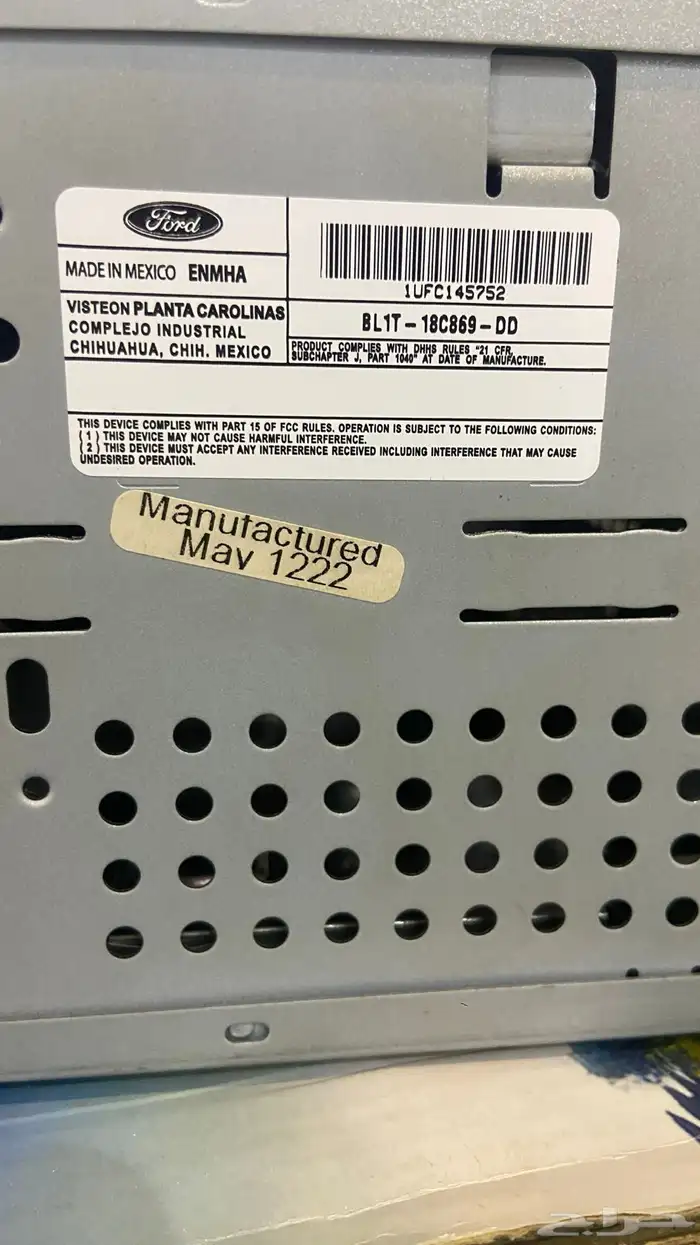 Ford
MADE IN MEXICO ENMHA
VISTEON PLANTA CAROLINAS
COMPLEJO INDUSTRIAL
CHIHUAHUA, CHIH. MEXICO
1UFC145752
BL1T-18C869-DD
PRODUCT COMPLIES WITH DHHS RULES "21 CFR,
SUBCHAPTER J, PART 1040" AT DATE OF MANUFACTURE.
THIS DEVICE COMPLIES WITH PART 15 OF FCC RULES. OPERATION IS SUBJECT TO THE FOLLOWING CONDITIONS:
(1) THIS DEVICE MAY NOT CAUSE HARMFUL INTERFERENCE.
(2) THIS DEVICE MUST ACCEPT ANY INTERFERENCE RECEIVED INCLUDING INTERFERENCE THAT MAY CAUSE
UNDESIRED OPERATION.
Manufactured
May 1222
حراج